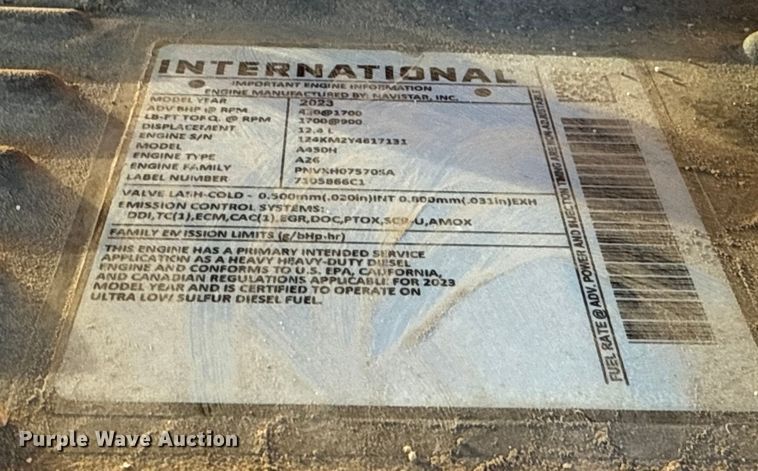 INTERNATIONAL
IMPORTANT ENGINE INFORMATION
ENGINE MANUFACTURED BY: NAVISTAR, INC.
MODEL YEAR 2023
ADV BHP @ RPM @1700
LB-FT TORQ. @ RPM 1700@900
DISPLACEMENT 12.4 L
ENGINE S/N 124KM2Y4617131
MODEL A450H
ENGINE TYPE A26
ENGINE FAMILY PNVXH075705A
LABEL NUMBER 7105866C1
VALVE LASH-COLD - 0.500mm(.020in)INT 0.800mm(.031in)EXH
EMISSION CONTROL SYSTEMS:
DDI,TC(1),ECM,CAC(1),EGR,DOC,PTOX,SCR-U,AMOX
FAMILY EMISSION LIMITS (g/bHp-hr)
THIS ENGINE HAS A PRIMARY INTENDED SERVICE
APPLICATION AS A HEAVY HEAVY-DUTY DIESEL
ENGINE AND CONFORMS TO U.S. EPA, CALIFORNIA,
AND CANADIAN REGULATIONS APPLICABLE FOR 2023
MODEL YEAR AND IS CERTIFIED TO OPERATE ON
ULTRA LOW SULFUR DIESEL FUEL.
FUEL RATE @ ADV. POWER AND INJECTION TIMING ARE NON-ADJUSTABLE
Purple Wave Auction